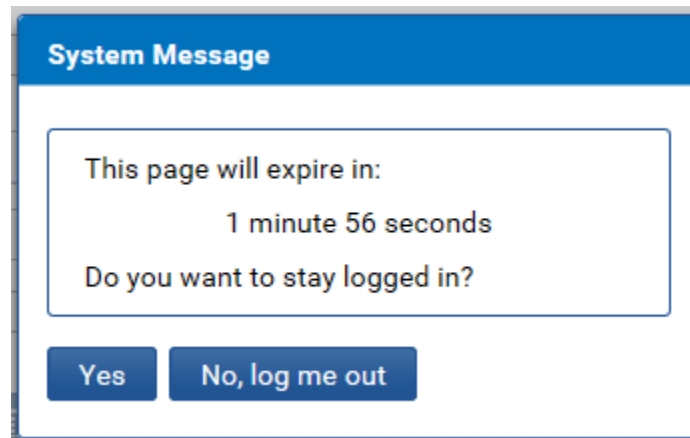 System Message
This page will expire in:
1 minute 56 seconds
Do you want to stay logged in?
Yes
No, log me out